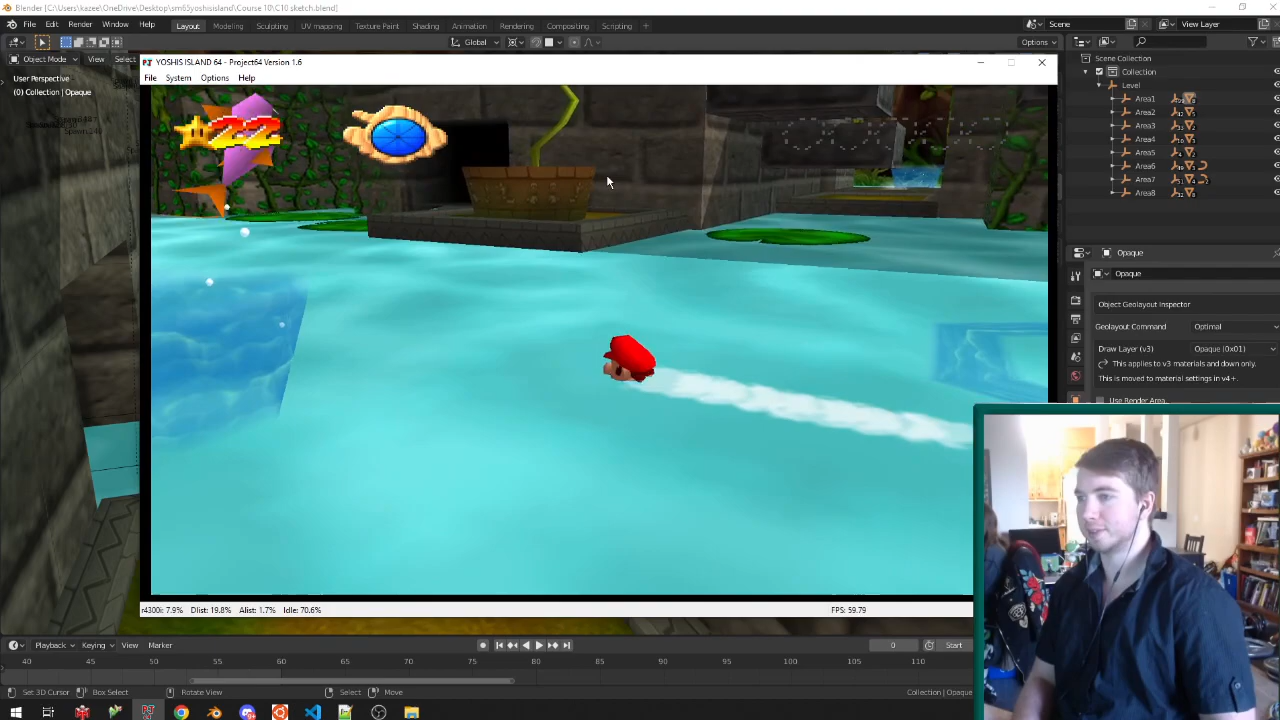 Blender [C:\Users\kazee\OneDrive\Desktop\sm65yoshisisland\Course 10\C10 sketch.blend]
File Edit Render Window Help Layout Modeling Sculpting UV mapping Texture Paint Shading Animation Rendering Compositing Scripting + Scene View Layer
Global Options
Object Mode View Select
YOSHIS ISLAND 64 - Project64 Version 1.6
File System Options Help
User Perspective
(0) Collection | Opaque
Scene Collection
Collection
Level
Area1
Area2
Area3
Area4
Area5
Area6
Area7
Area8
Opaque
Opaque
Object Geolayout Inspector
Geolayout Command Optimal
Draw Layer (v3) Opaque (0x01)
This applies to v3 materials and down only.
This is moved to material settings in v4+.
Use Render Area
r4300i: 7.9% Dlist: 19.8% Alist: 1.7% Idle: 70.6% FPS: 59.79
Playback Keying View Marker 0 Start
40 45 50 55 60 65 70 75 80 85 90 95 100 105 110
Set 3D Cursor Box Select Rotate View Select Move Collection | Opaque